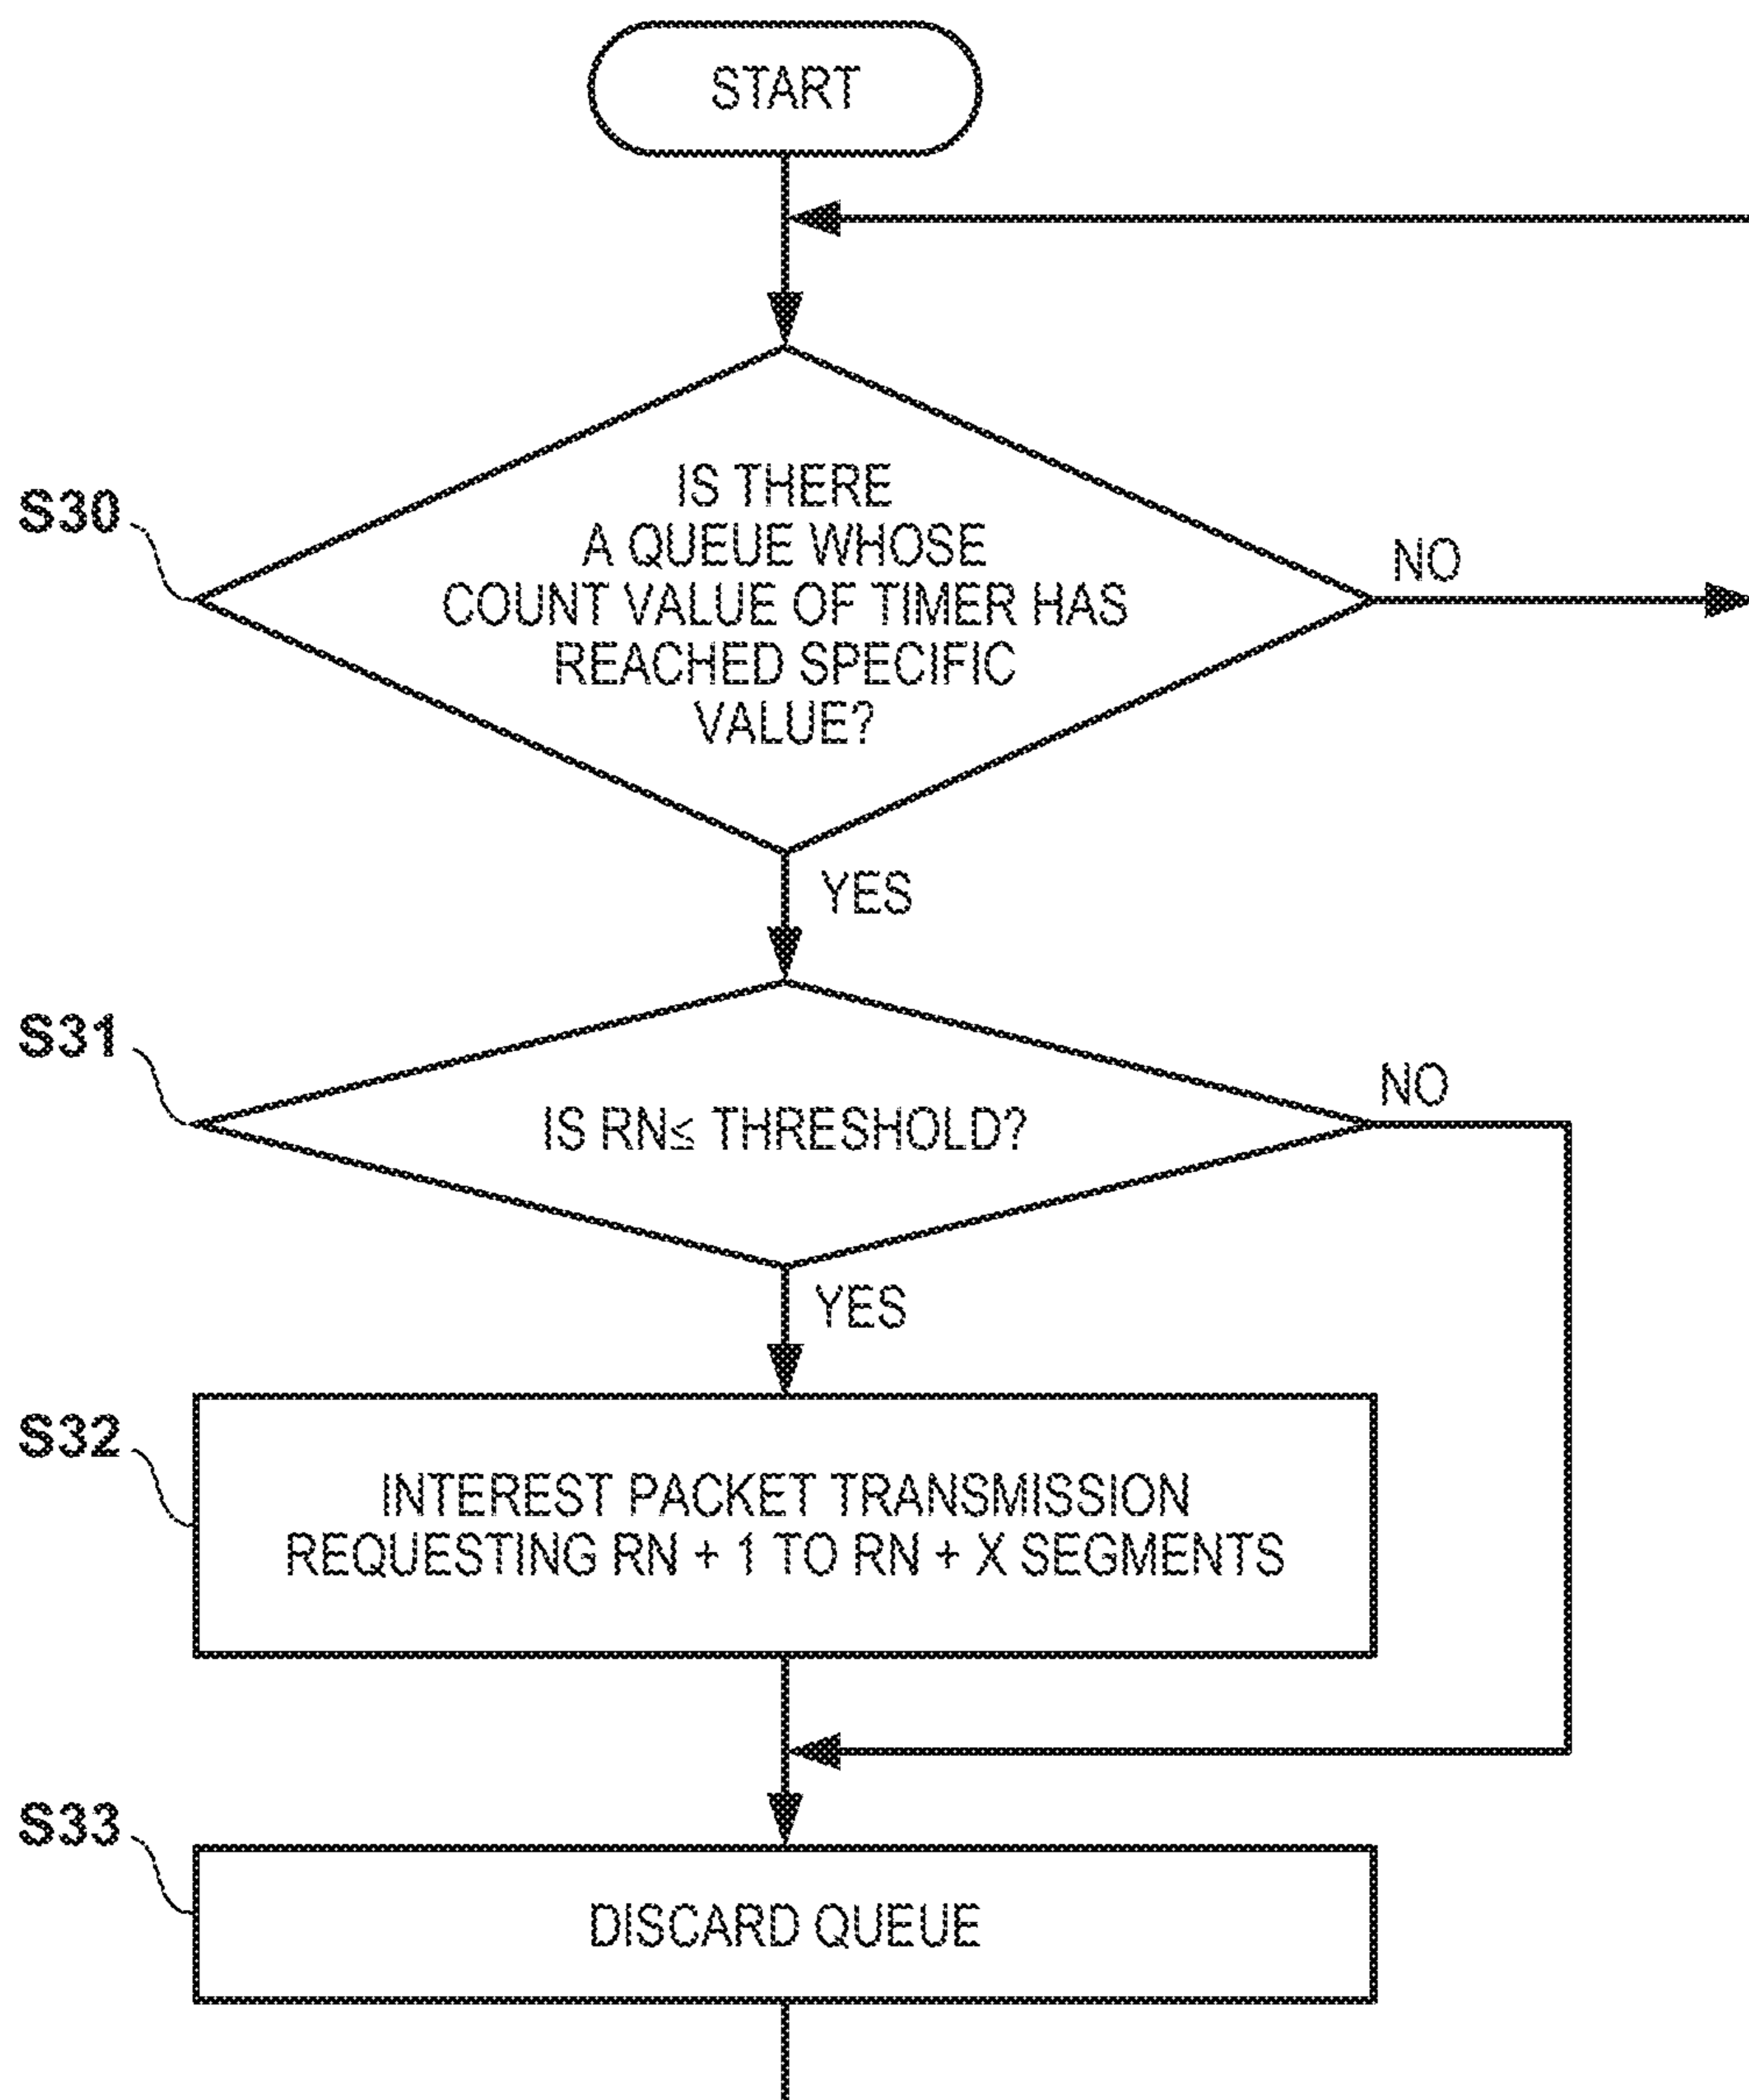 START
S30
IS THERE
A QUEUE WHOSE
COUNT VALUE OF TIMER HAS
REACHED SPECIFIC
VALUE?
NO
YES
S31
IS RN≤ THRESHOLD?
NO
YES
S32
INTEREST PACKET TRANSMISSION
REQUESTING RN + 1 TO RN + X SEGMENTS
S33
DISCARD QUEUE